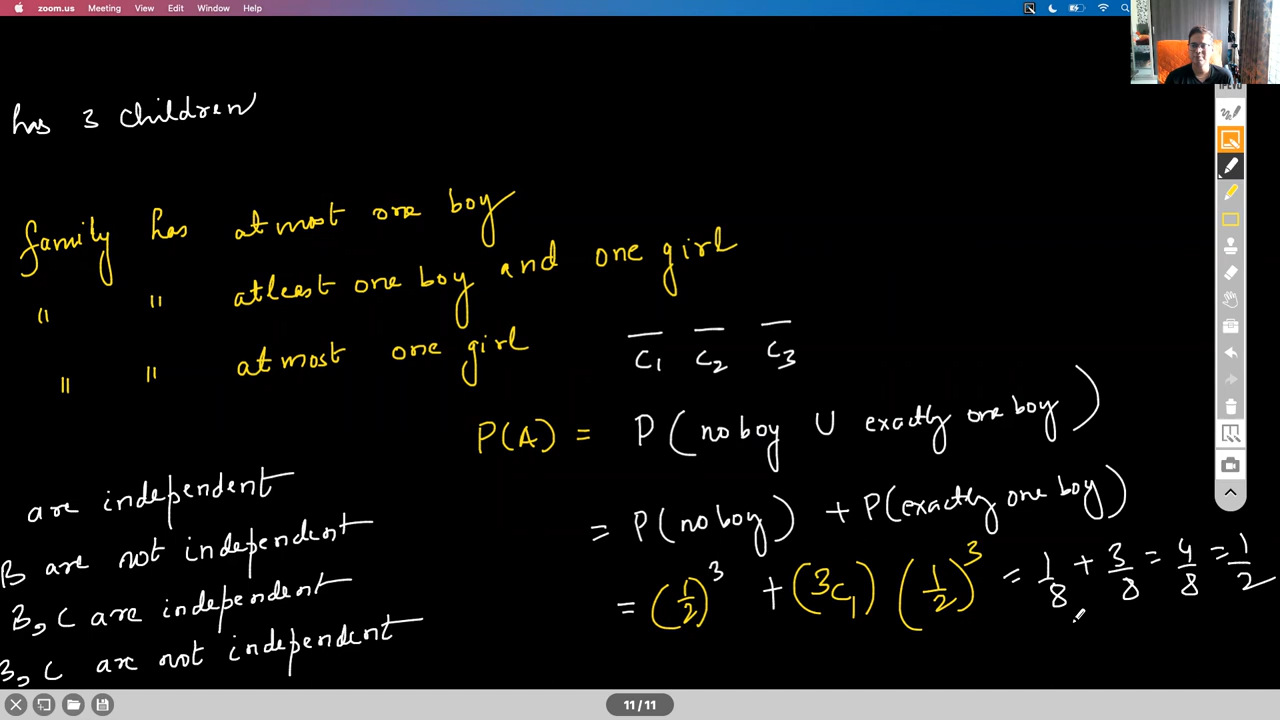 zoom.us Meeting View Edit Window Help
has 3 children
family has atmost one boy
" " atleast one boy and one girl
" " atmost one girl
C₁ C₂ C₃
P(A) = P(no boy ∪ exactly one boy)
= P(no boy) + P(exactly one boy)
= (1/2)³ + (3C₁) (1/2)³ = 1/8 + 3/8 = 4/8 = 1/2
are independent
B are not independent
B, C are independent
B, C are not independent
IPEVO
11 / 11